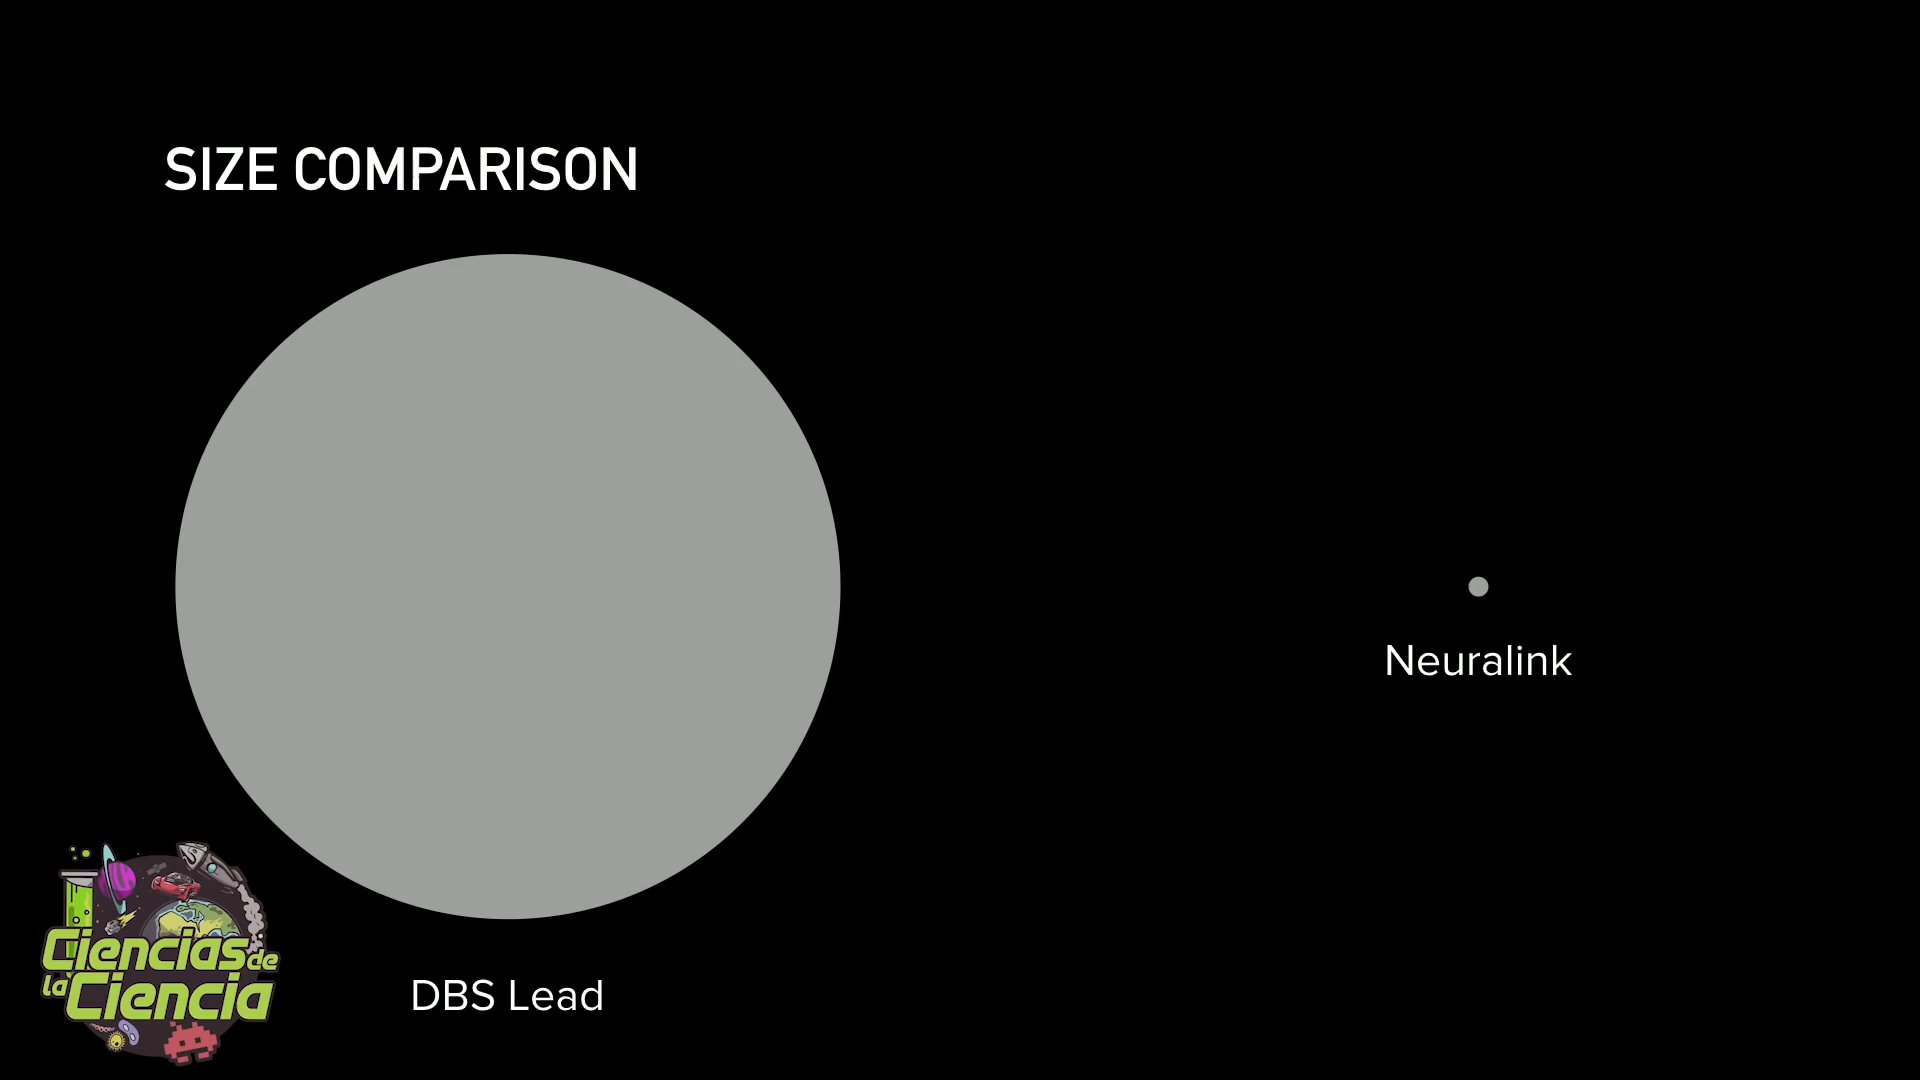 SIZE COMPARISON
Neuralink
DBS Lead
Ciencias de
la Ciencia